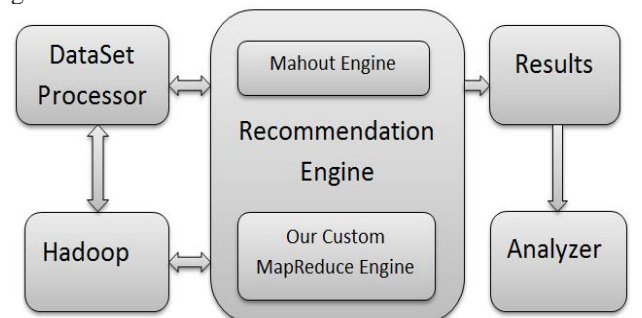 DataSet
Processor
Mahout Engine
Recommendation
Engine
Our Custom
MapReduce Engine
Hadoop
Results
Analyzer